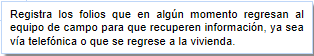 Registra los folios que en algún momento regresan al
equipo de campo para que recuperen información, ya sea
vía telefónica o que se regrese a la vivienda.